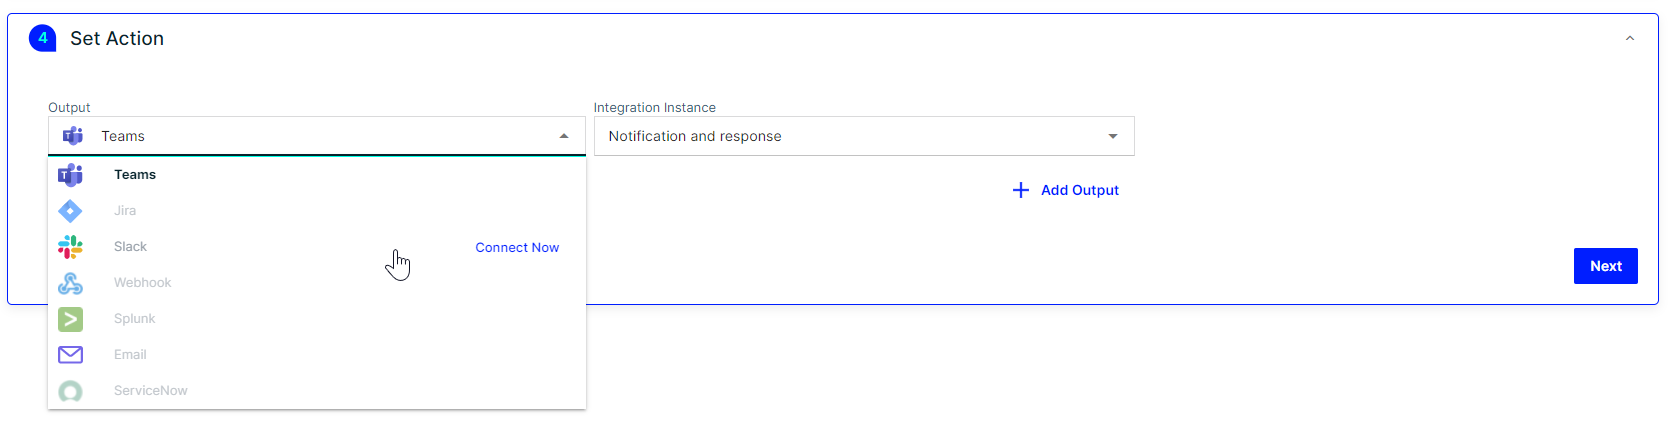 4 Set Action
Output
Integration Instance
Teams
Notification and response
Teams
Jira
Slack
Connect Now
Webhook
Splunk
Email
ServiceNow
Add Output
Next